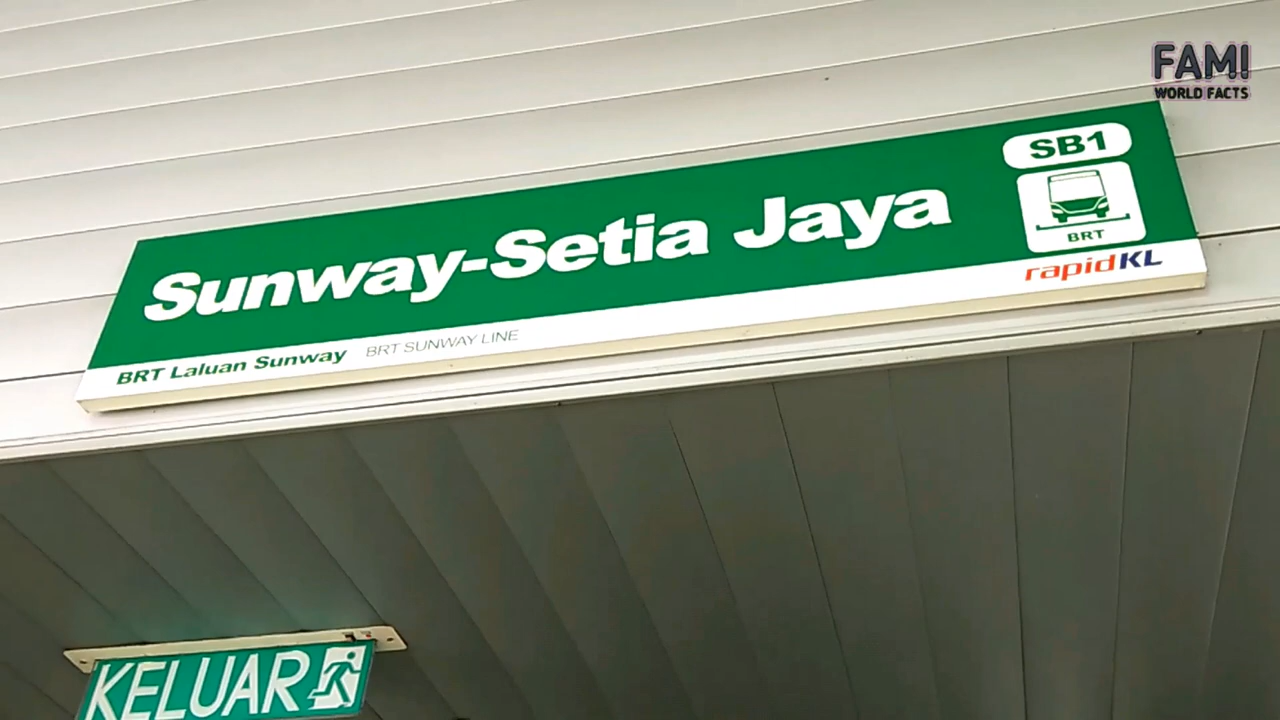 FAM!
WORLD FACTS
SB1
Sunway-Setia Jaya
BRT
rapidKL
BRT Laluan Sunway BRT SUNWAY LINE
KELUAR